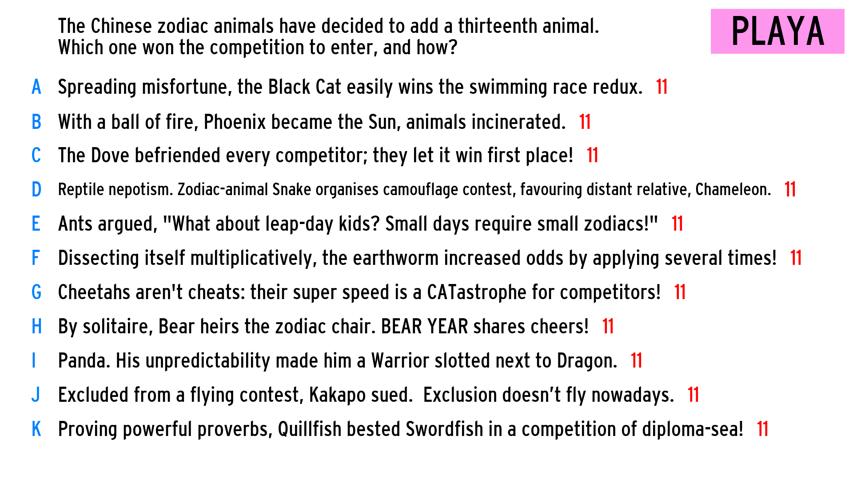 The Chinese zodiac animals have decided to add a thirteenth animal.
Which one won the competition to enter, and how?
PLAYA
A Spreading misfortune, the Black Cat easily wins the swimming race redux. 11
B With a ball of fire, Phoenix became the Sun, animals incinerated. 11
C The Dove befriended every competitor; they let it win first place! 11
D Reptile nepotism. Zodiac-animal Snake organises camouflage contest, favouring distant relative, Chameleon. 11
E Ants argued, "What about leap-day kids? Small days require small zodiacs!" 11
F Dissecting itself multiplicatively, the earthworm increased odds by applying several times! 11
G Cheetahs aren't cheats: their super speed is a CATastrophe for competitors! 11
H By solitaire, Bear heirs the zodiac chair. BEAR YEAR shares cheers! 11
I Panda. His unpredictability made him a Warrior slotted next to Dragon. 11
J Excluded from a flying contest, Kakapo sued.  Exclusion doesn’t fly nowadays. 11
K Proving powerful proverbs, Quillfish bested Swordfish in a competition of diploma-sea! 11